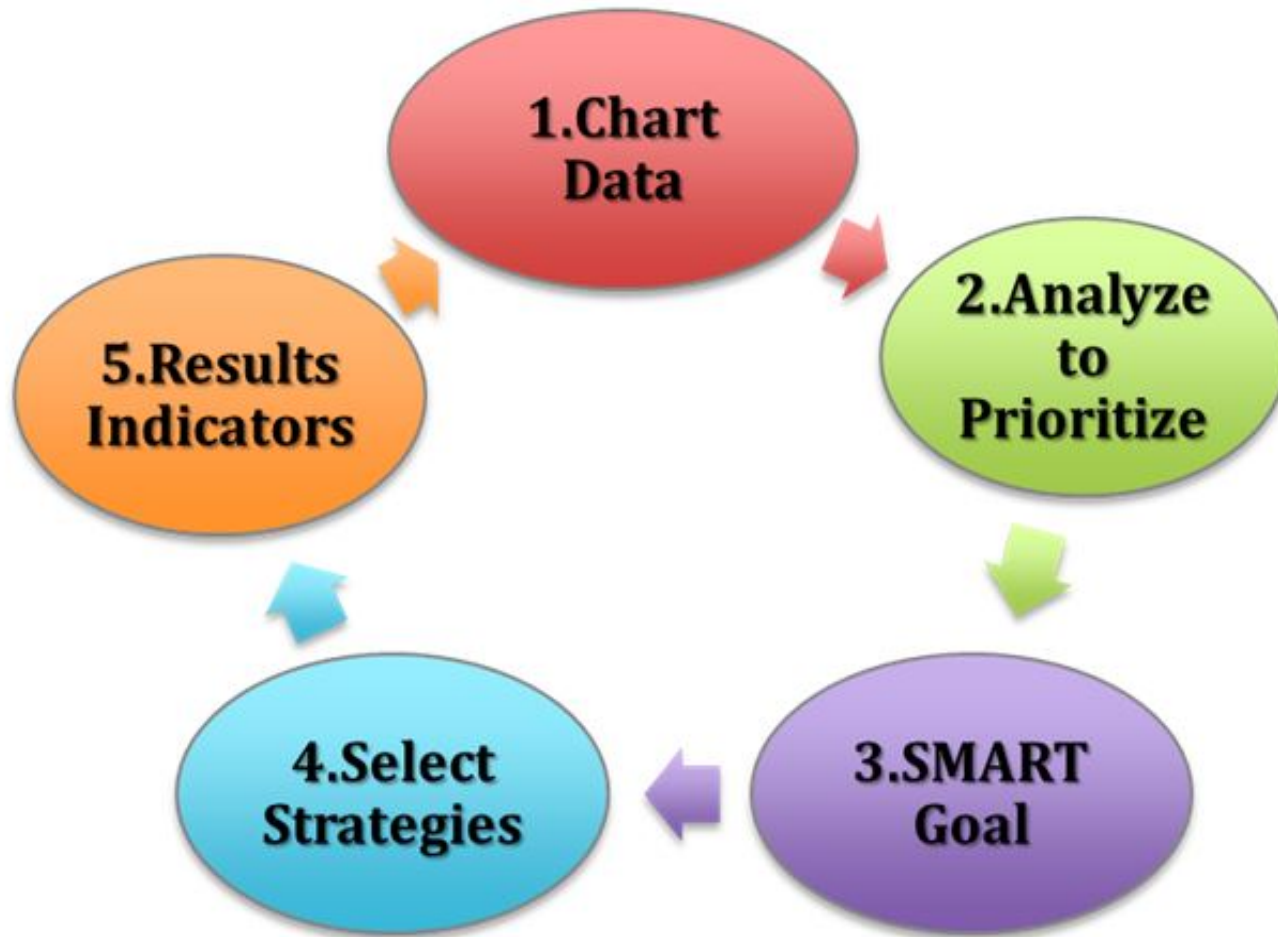 1.Chart
Data
2.Analyze
to
Prioritize
3.SMART
Goal
4.Select
Strategies
5.Results
Indicators